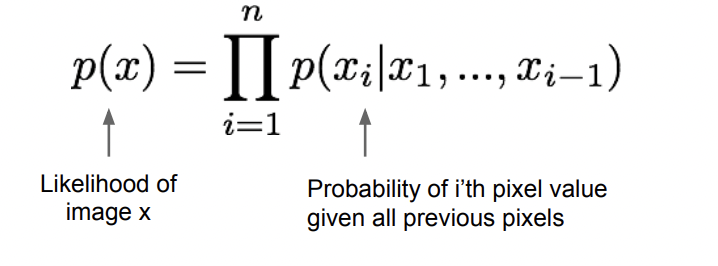 p(x) = ∏_{i=1}^{n} p(x_i|x_1, ..., x_{i−1})
Likelihood of
image x
Probability of i’th pixel value
given all previous pixels